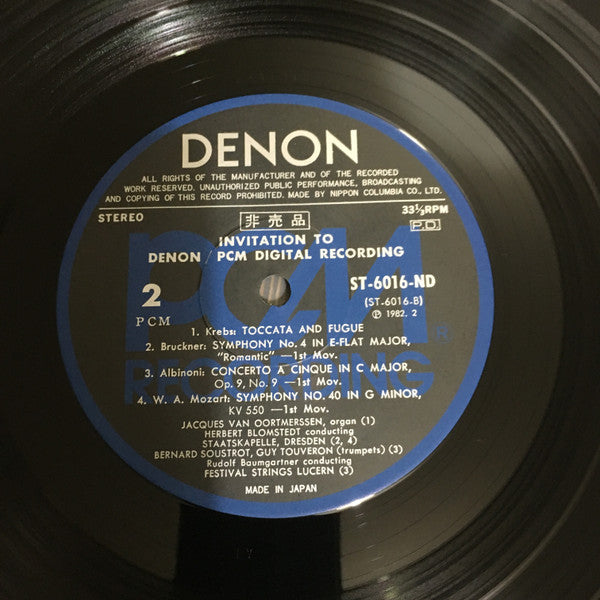 DENON
ALL RIGHTS OF THE MANUFACTURER AND OF THE RECORDED
WORK RESERVED. UNAUTHORIZED PUBLIC PERFORMANCE, BROADCASTING
AND COPYING OF THIS RECORD PROHIBITED. MADE BY NIPPON COLUMBIA CO., LTD.
STEREO 非売品 33⅓RPM
P.D.
INVITATION TO
DENON / PCM DIGITAL RECORDING
2 ST-6016-ND
(ST-6016-B)
PCM Ⓟ 1982. 2
PCM
RECORDING®
1. Krebs: TOCCATA AND FUGUE
2. Bruckner: SYMPHONY No. 4 IN E-FLAT MAJOR,
"Romantic" —1st Mov.
3. Albinoni: CONCERTO A CINQUE IN C MAJOR,
Op. 9, No. 9 —1st Mov.
4. W. A. Mozart: SYMPHONY No. 40 IN G MINOR,
KV 550 —1st Mov.
JACQUES VAN OORTMERSSEN, organ (1)
HERBERT BLOMSTEDT conducting
STAATSKAPELLE, DRESDEN (2, 4)
BERNARD SOUSTROT, GUY TOUVERON (trumpets) (3)
Rudolf Baumgartner conducting
FESTIVAL STRINGS LUCERN (3)
MADE IN JAPAN